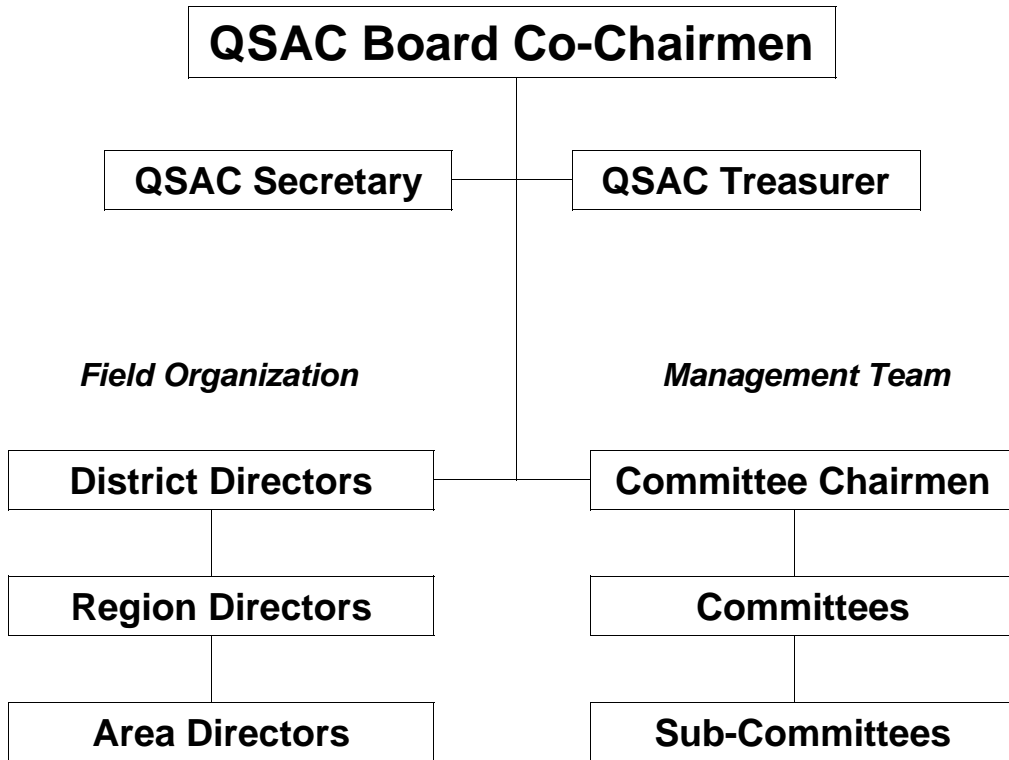 QSAC Board Co-Chairmen
QSAC Secretary
QSAC Treasurer
Field Organization
Management Team
District Directors
Committee Chairmen
Region Directors
Committees
Area Directors
Sub-Committees